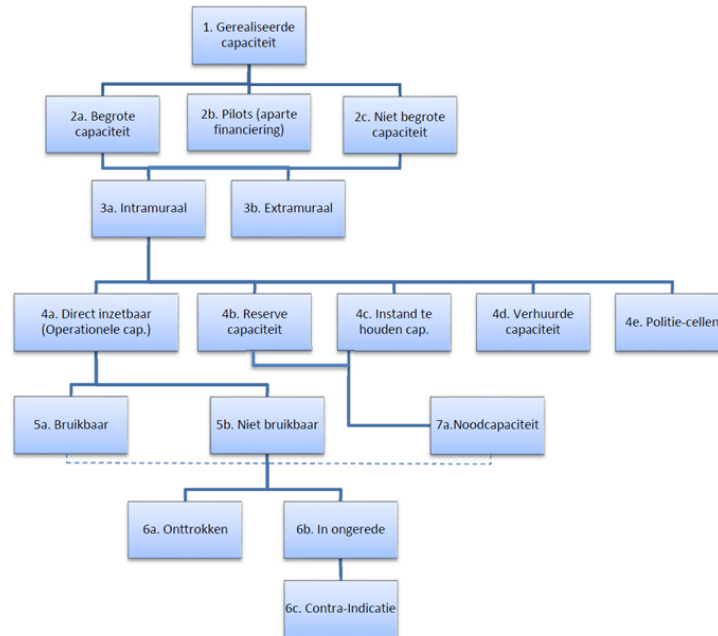 1. Gerealiseerde
capaciteit
2a. Begrote
capaciteit
2b. Pilots (aparte
financiering)
2c. Niet begrote
capaciteit
3a. Intramuraal
3b. Extramuraal
4a. Direct inzetbaar
(Operationele cap.)
4b. Reserve
capaciteit
4c. Instand te
houden cap.
4d. Verhuurde
capaciteit
4e. Politie-cellen
5a. Bruikbaar
5b. Niet bruikbaar
7a.Noodcapaciteit
6a. Onttrokken
6b. In ongerede
6c. Contra-Indicatie